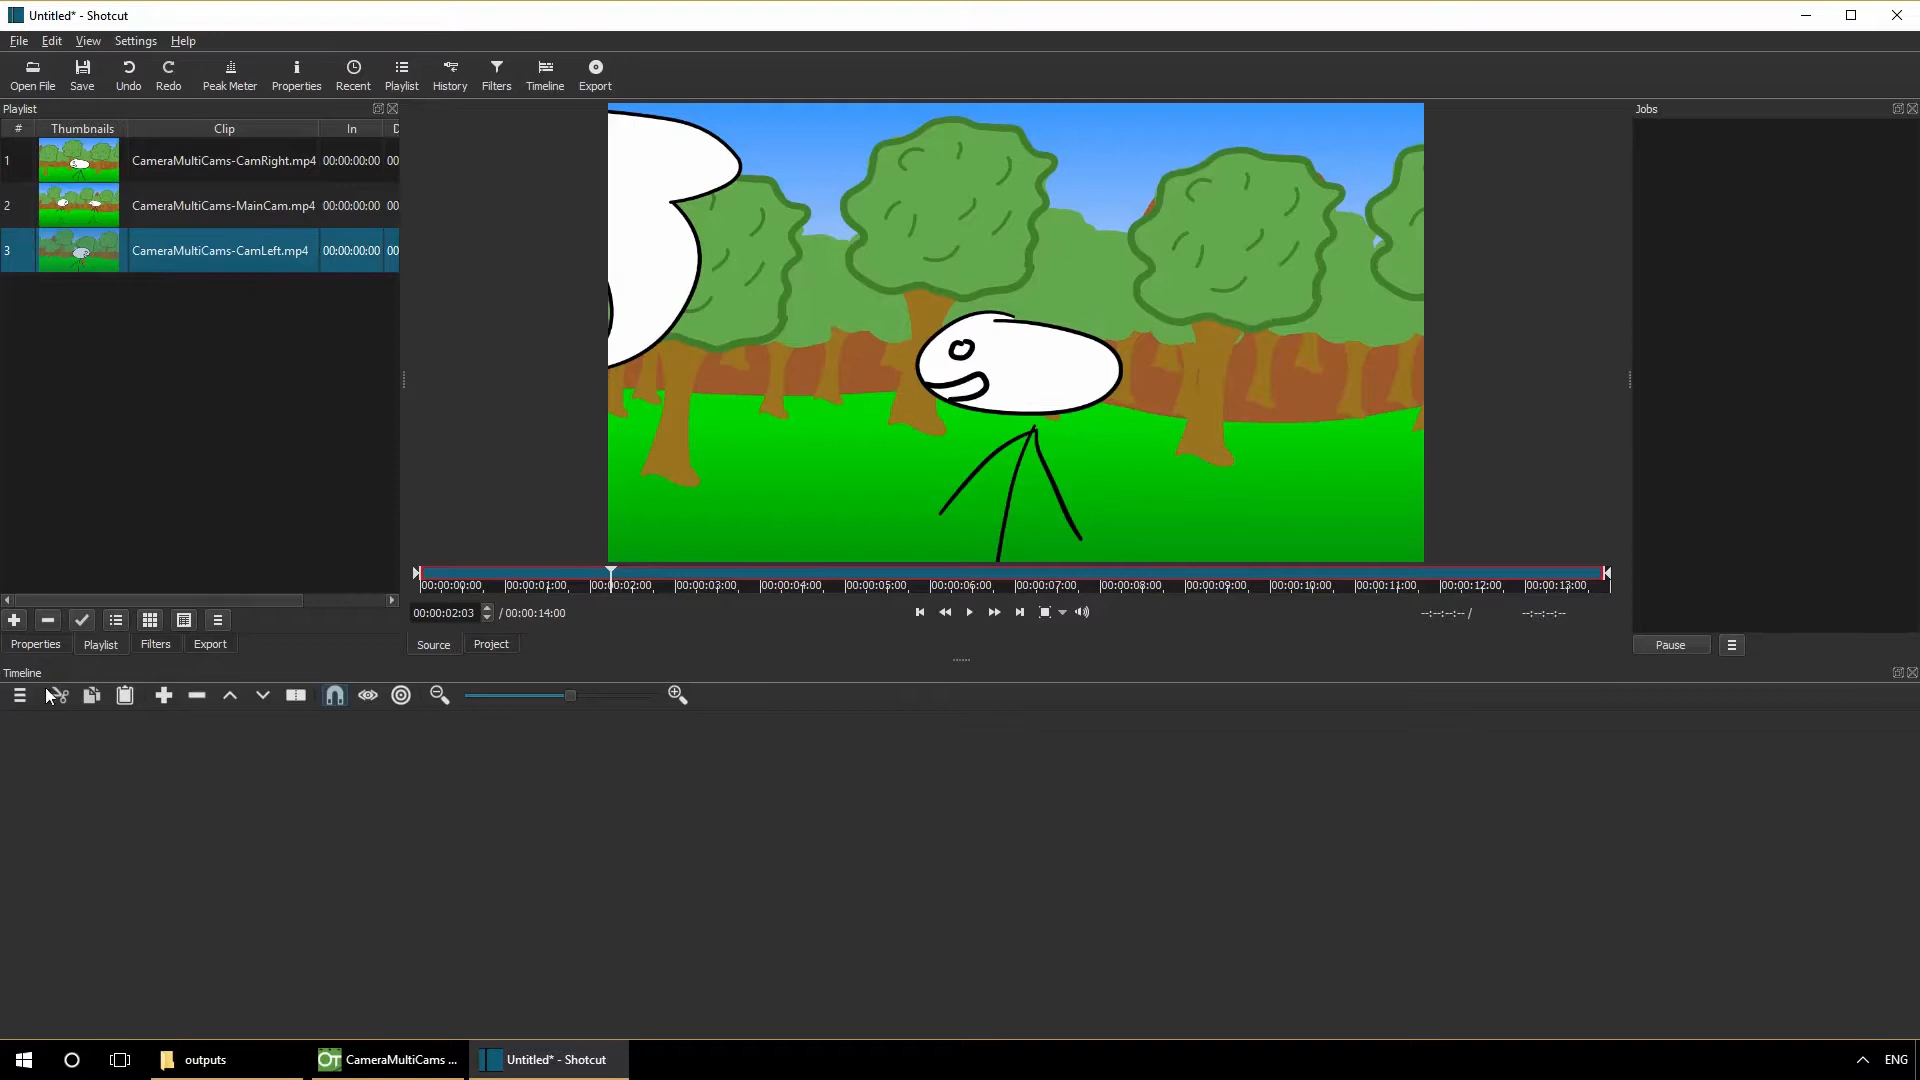 Untitled* - Shotcut
File Edit View Settings Help
Open File Save Undo Redo Peak Meter Properties Recent Playlist History Filters Timeline Export
Playlist
# Thumbnails Clip In D
1 CameraMultiCams-CamRight.mp4 00:00:00:00 00
2 CameraMultiCams-MainCam.mp4 00:00:00:00 00
3 CameraMultiCams-CamLeft.mp4 00:00:00:00 00
Jobs
00:00:00:00 00:00:01:00 00:00:02:00 00:00:03:00 00:00:04:00 00:00:05:00 00:00:06:00 00:00:07:00 00:00:08:00 00:00:09:00 00:00:10:00 00:00:11:00 00:00:12:00 00:00:13:00
00:00:02:03 / 00:00:14:00 --:--:--:-- / --:--:--:--
Properties Playlist Filters Export
Source Project
Pause
Timeline
outputs
CameraMultiCams ...
Untitled* - Shotcut
ENG